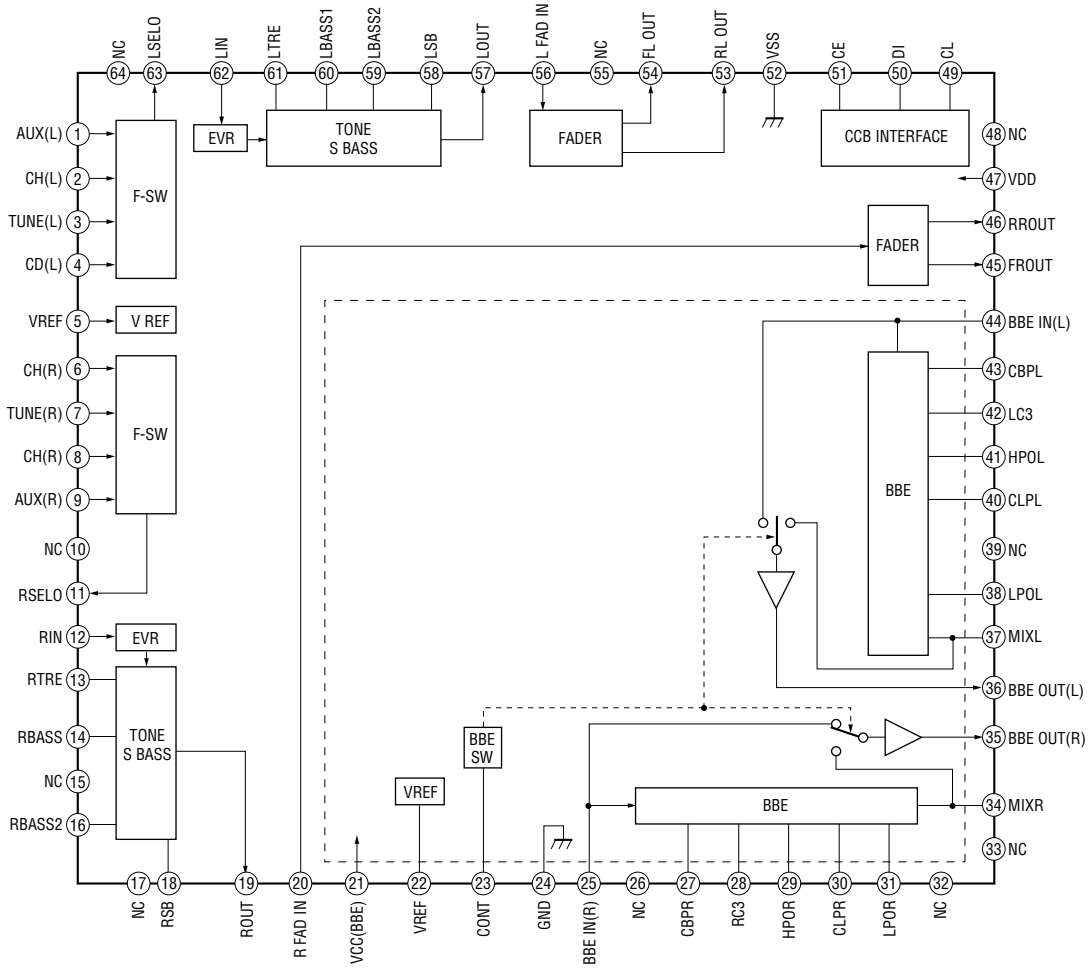 NC
LSELO
LIN
LTRE
LBASS1
LBASS2
LSB
LOUT
L FAD IN
NC
FL OUT
RL OUT
VSS
CE
DI
CL
64
63
62
61
60
59
58
57
56
55
54
53
52
51
50
49
AUX(L) 1
CH(L) 2
TUNE(L) 3
CD(L) 4
VREF 5
CH(R) 6
TUNE(R) 7
CH(R) 8
AUX(R) 9
NC 10
RSELO 11
RIN 12
RTRE 13
RBASS 14
NC 15
RBASS2 16
F-SW
V REF
F-SW
EVR
TONE
S BASS
EVR
TONE
S BASS
FADER
CCB INTERFACE
FADER
BBE
BBE
SW
VREF
BBE
48 NC
47 VDD
46 RROUT
45 FROUT
44 BBE IN(L)
43 CBPL
42 LC3
41 HPOL
40 CLPL
39 NC
38 LPOL
37 MIXL
36 BBE OUT(L)
35 BBE OUT(R)
34 MIXR
33 NC
17
18
19
20
21
22
23
24
25
26
27
28
29
30
31
32
NC
RSB
ROUT
R FAD IN
VCC(BBE)
VREF
CONT
GND
BBE IN(R)
NC
CBPR
RC3
HPOR
CLPR
LPOR
NC